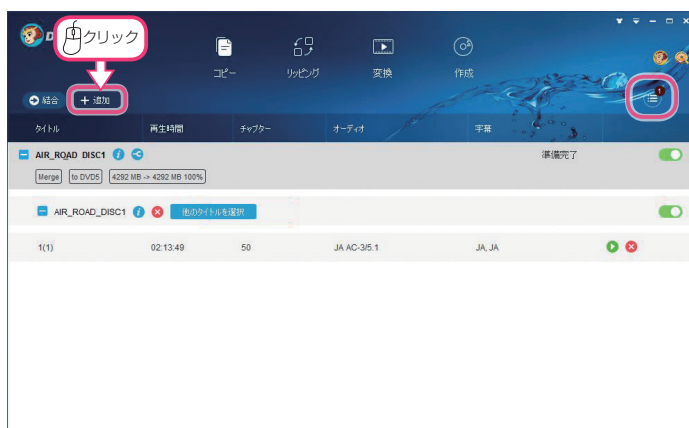 D
クリック
コピー
リッピング
変換
作成
結合
+ 追加
1
タイトル 再生時間 チャプター オーディオ 字幕
AIR_ROAD DISC1 準備完了
Merge to DVD5 4292 MB -> 4292 MB 100%
AIR_ROAD_DISC1 他のタイトルを選択
1(1) 02:13:49 50 JA AC-3/5.1 JA, JA